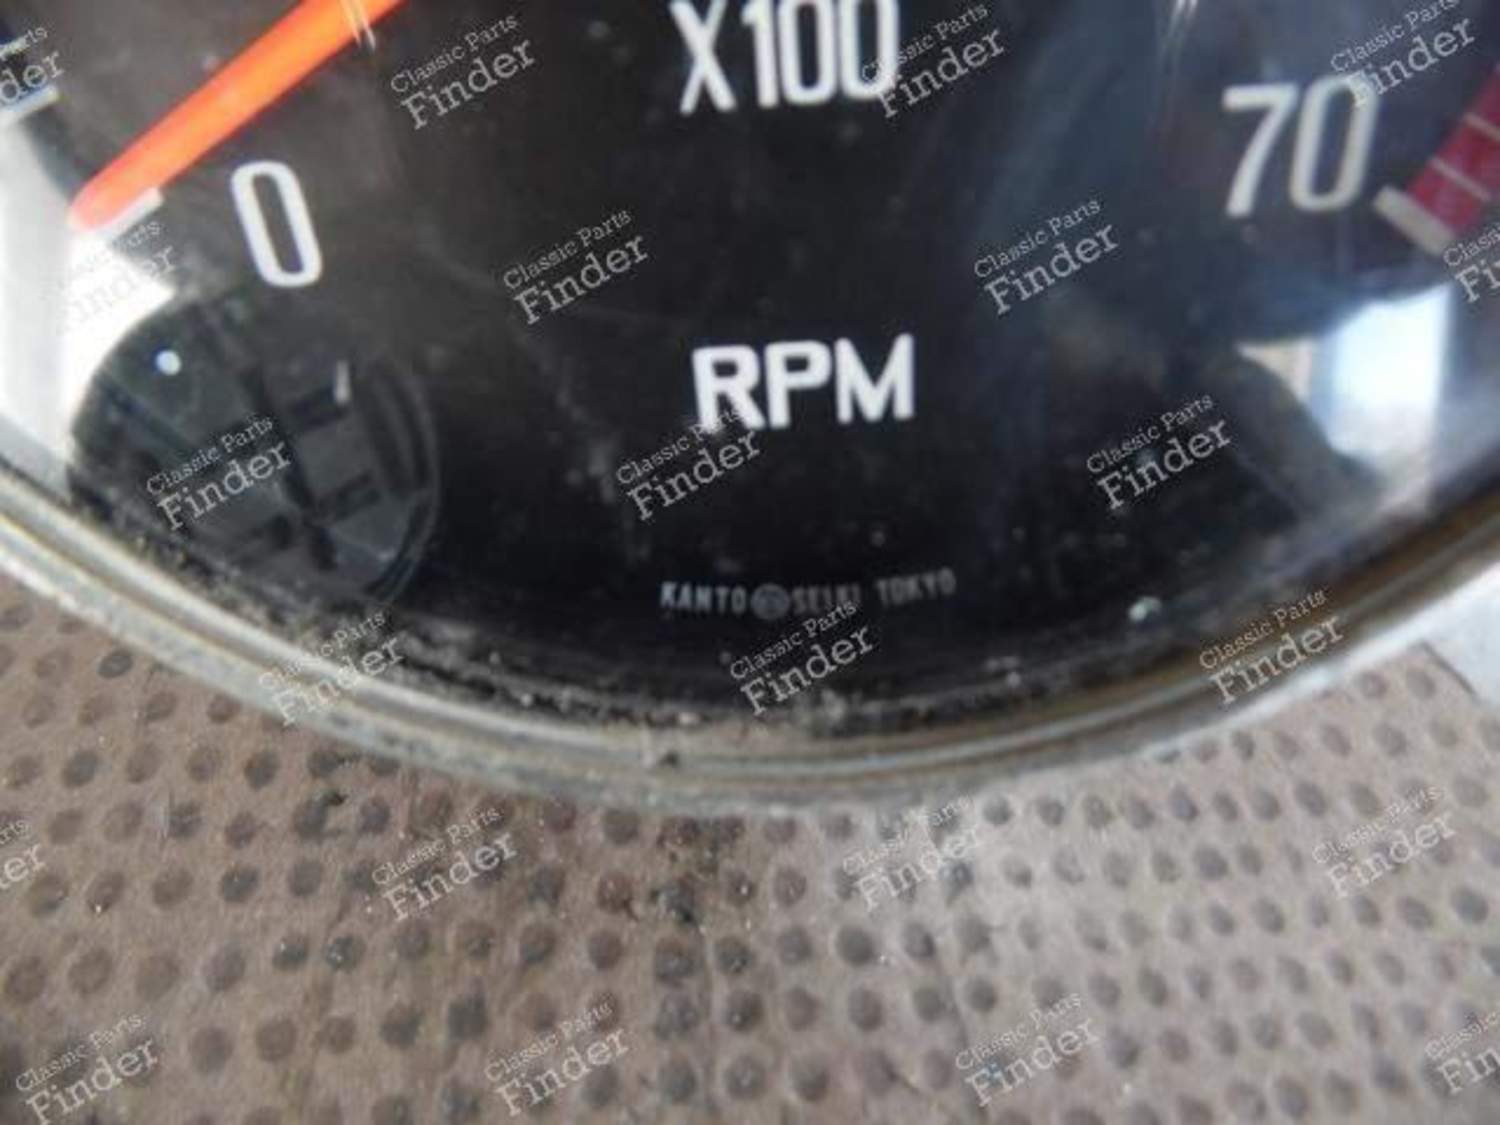 X100
70
0
RPM
KANTO SEIKI TOKYO
Classic Parts
Finder